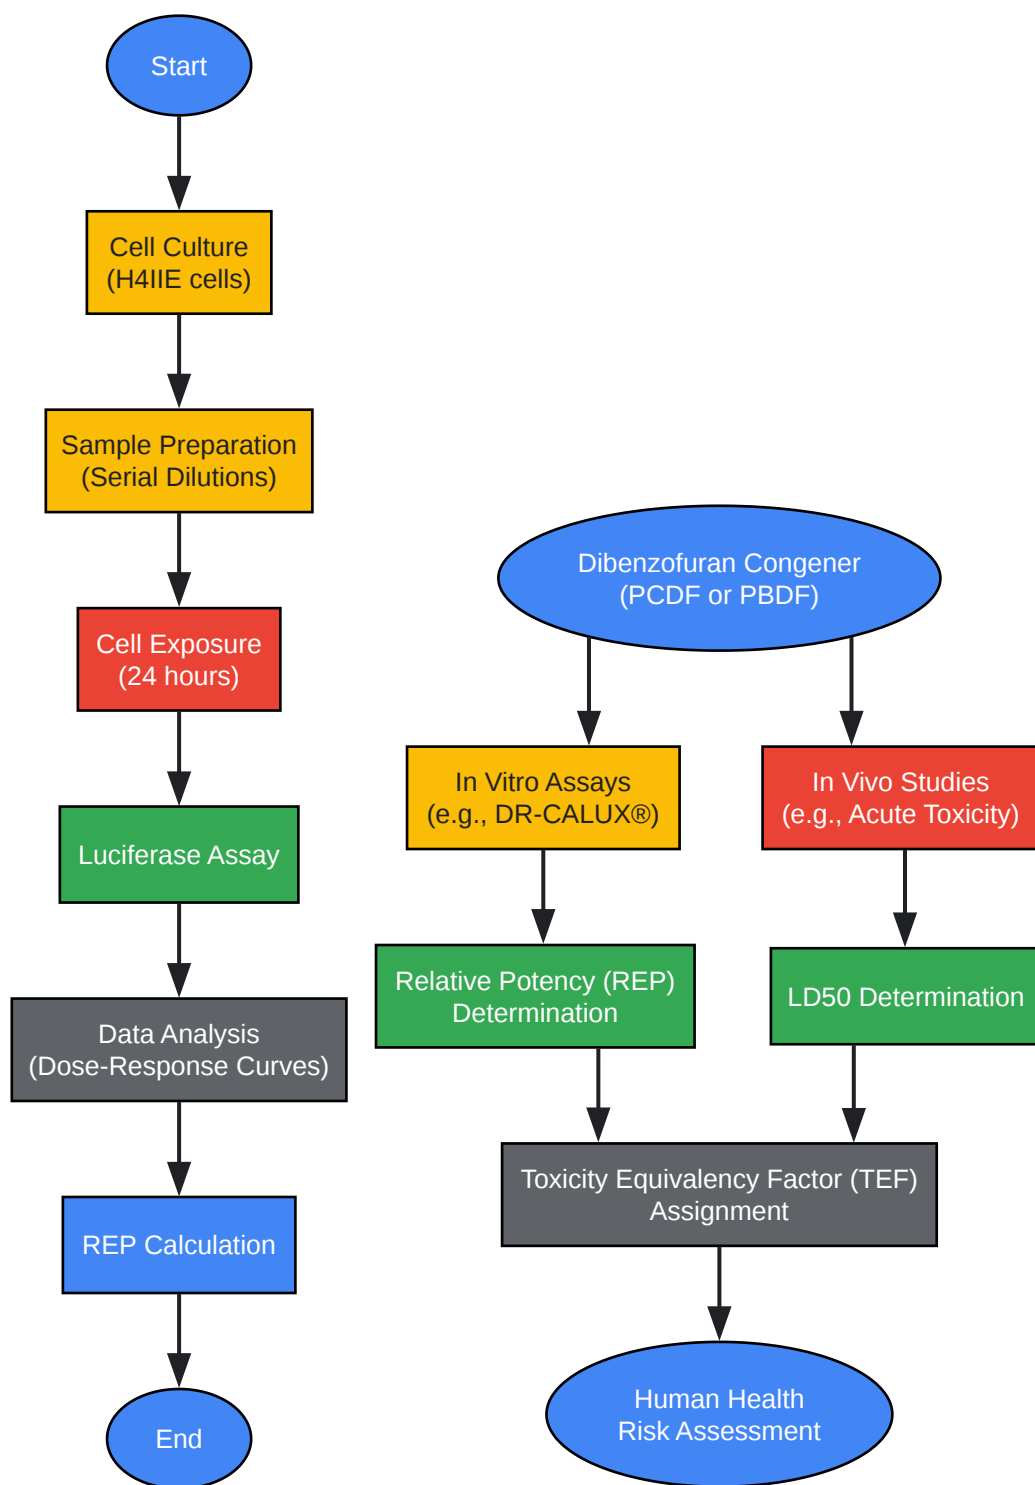 Start
Cell Culture
(H4IIE cells)
Sample Preparation
(Serial Dilutions)
Cell Exposure
(24 hours)
Luciferase Assay
Data Analysis
(Dose-Response Curves)
REP Calculation
End
Dibenzofuran Congener
(PCDF or PBDF)
In Vitro Assays
(e.g., DR-CALUX®)
In Vivo Studies
(e.g., Acute Toxicity)
Relative Potency (REP)
Determination
LD50 Determination
Toxicity Equivalency Factor (TEF)
Assignment
Human Health
Risk Assessment